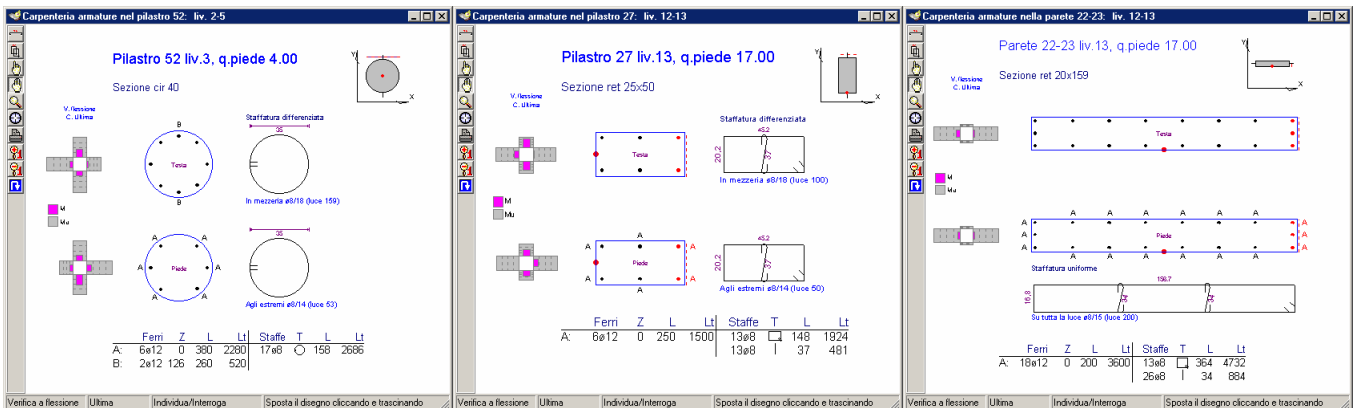 Carpenteria armature nel pilastro 52: liv. 2-5
Pilastro 52 liv.3, q.piede 4.00
Y
X
Sezione cir 40
V. flessione
C. Ultima
Staffatura differenziata
B
35
Testa
B
In mezzeria ø8/18 (luce 159)
M
Mu
A A
35
A Piede A
A A
Agli estremi ø8/14 (luce 53)
Ferri Z L Lt Staffe T L Lt
A: 6ø12 0 380 2280 17ø8 158 2686
B: 2ø12 126 260 520
Verifica a flessione Ultima Individua/Interroga Sposta il disegno cliccando e trascinando
Carpenteria armature nel pilastro 27: liv. 12-13
Pilastro 27 liv.13, q.piede 17.00
Y
X
Sezione ret 25x50
V. flessione
C. Ultima
Staffatura differenziata
45.2
Testa
20,2
37
In mezzeria ø8/18 (luce 100)
M
Mu
A A A
45.2
Piede
20,2
37
A A A
Agli estremi ø8/14 (luce 50)
Ferri Z L Lt Staffe T L Lt
A: 6ø12 0 250 1500 13ø8 148 1924
13ø8 37 481
Verifica a flessione Ultima Individua/Interroga Sposta il disegno cliccando e trascinando
Carpenteria armature nella parete 22-23: liv. 12-13
Parete 22-23 liv.13, q.piede 17.00
Y
X
Sezione ret 20x159
V. flessione
C. Ultima
Testa
M
Mu
A A A A A A A
A Piede A
A A A A A A A
Staffatura uniforme
158.7
16,8
34 34
Su tutta la luce ø8/15 (luce 200)
Ferri Z L Lt Staffe T L Lt
A: 18ø12 0 200 3600 13ø8 364 4732
26ø8 34 884
Verifica a flessione Ultima Individua/Interroga Sposta il disegno cliccando e trascinando